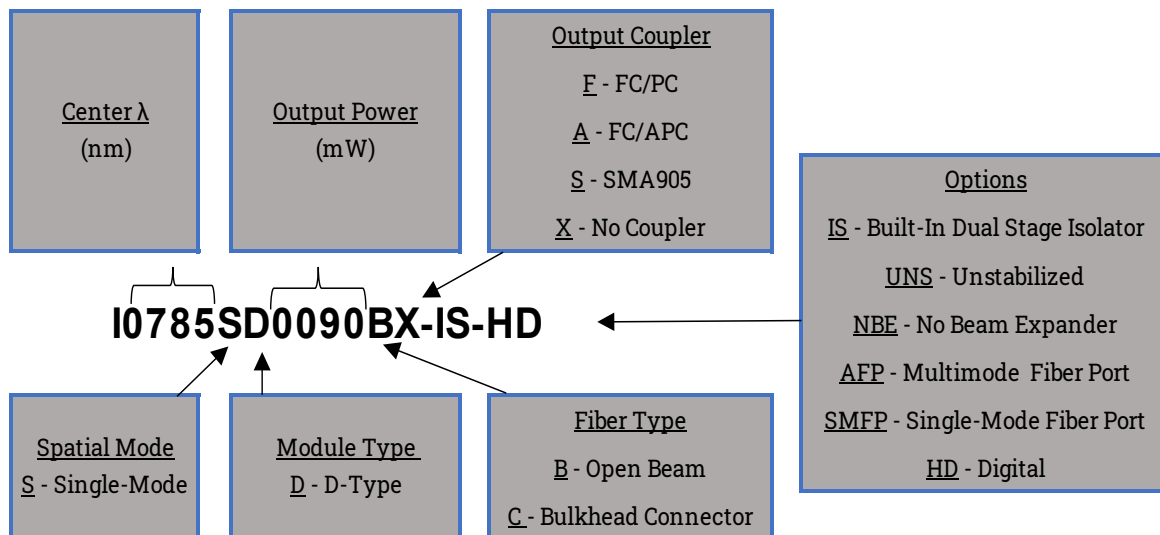 Center λ
(nm)
Output Power
(mW)
Output Coupler
F - FC/PC
A - FC/APC
S - SMA905
X - No Coupler
Options
IS - Built-In Dual Stage Isolator
UNS - Unstabilized
NBE - No Beam Expander
AFP - Multimode Fiber Port
SMFP - Single-Mode Fiber Port
HD - Digital
I0785SD0090BX-IS-HD
Spatial Mode
S - Single-Mode
Module Type
D - D-Type
Fiber Type
B - Open Beam
C - Bulkhead Connector